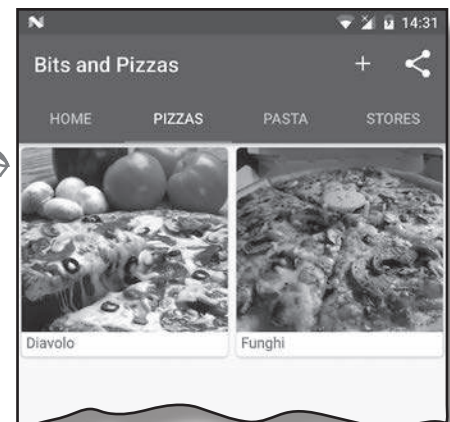 14:31
Bits and Pizzas +
HOME PIZZAS PASTA STORES
Diavolo Funghi